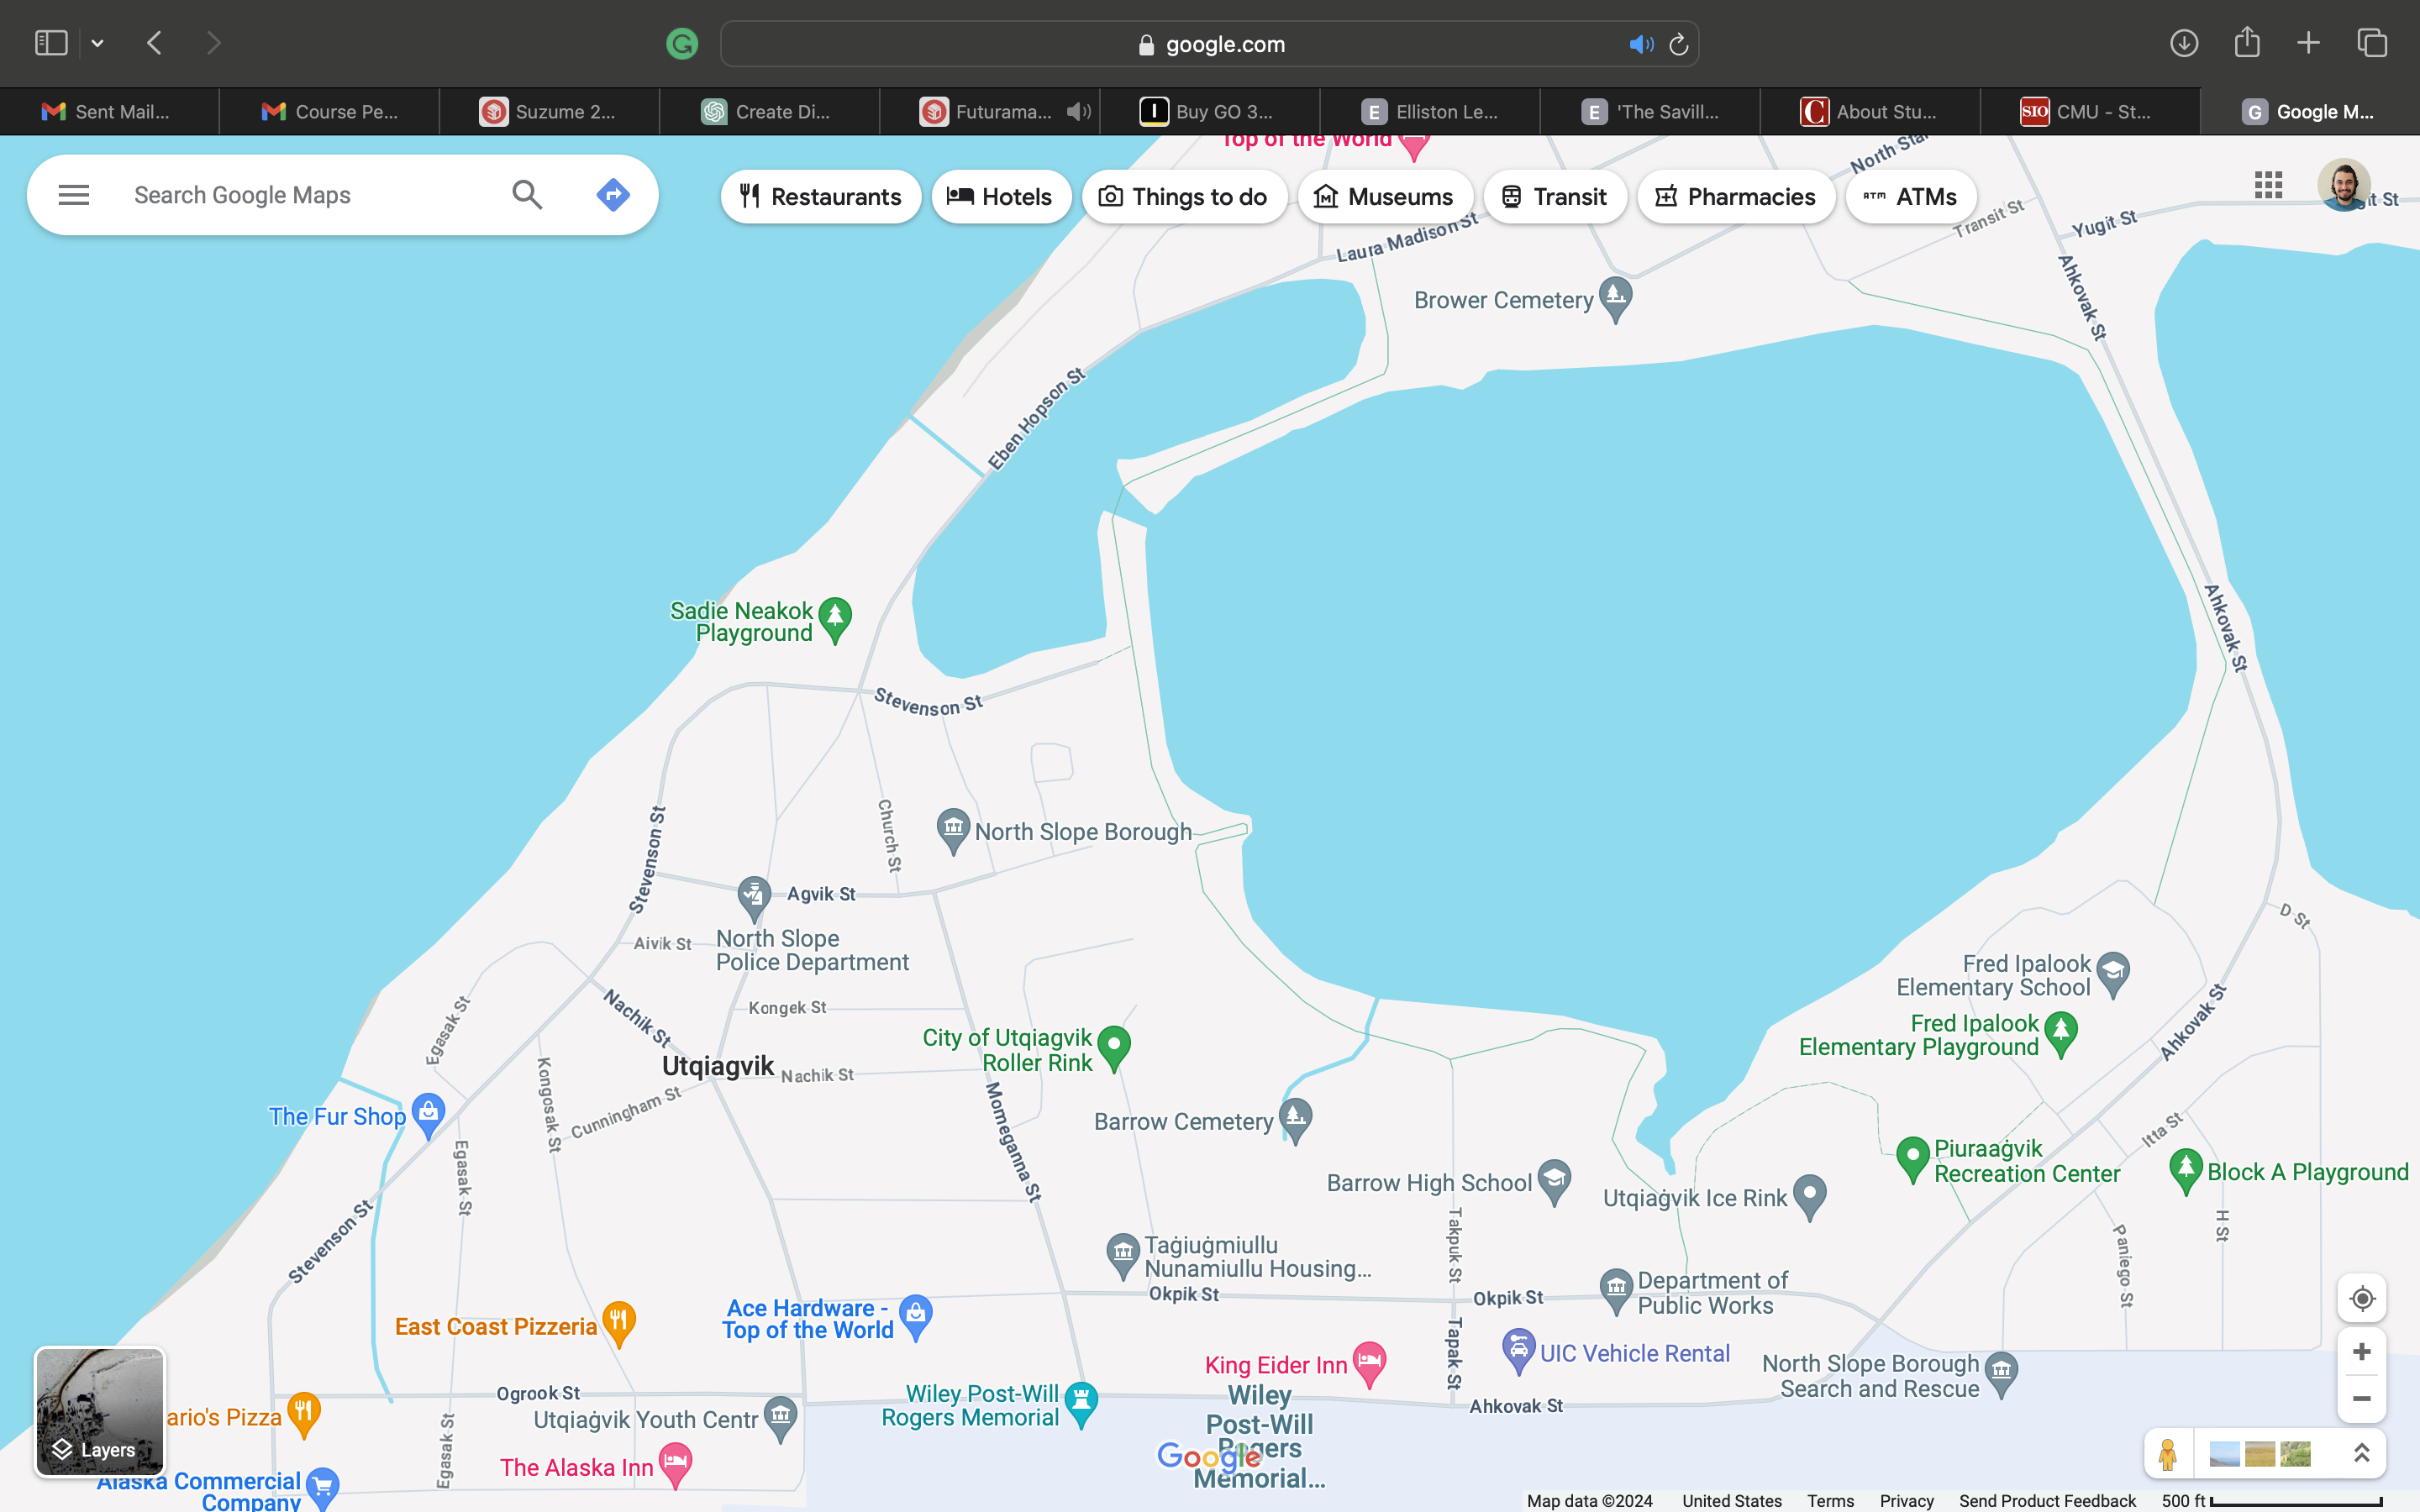 google.com
Sent Mail...
Course Pe...
Suzume 2...
Create Di...
Futurama...
I
Buy GO 3...
E
Elliston Le...
E
'The Savill...
C
About Stu...
SIO
CMU - St...
G
Google M...
Top of the World
North Star
Search Google Maps
Restaurants
Hotels
Things to do
Museums
Transit
Pharmacies
ATM
ATMs
Transit St
Yugit St
Laura Madison St
Ahkovak St
Brower Cemetery
Eben Hopson St
Sadie Neakok
Playground
Ahkovak St
Stevenson St
Stevenson St
Church St
North Slope Borough
Agvik St
North Slope
Police Department
Aivik St
D St
Fred Ipalook
Elementary School
Fred Ipalook
Elementary Playground
Ahkovak St
Egasak St
Nachik St
Kongek St
City of Utqiagvik
Roller Rink
Utqiagvik
Nachik St
Kongosak St
Cunningham St
Momeganna St
The Fur Shop
Barrow Cemetery
Itta St
Egasak St
Piuraaġvik
Recreation Center
Block A Playground
Barrow High School
Utqiaġvik Ice Rink
Stevenson St
Takpuk St
H St
Paniego St
Taġiuġmiullu
Nunamiullu Housing...
Okpik St
Okpik St
Department of
Public Works
Ace Hardware -
Top of the World
East Coast Pizzeria
Tapak St
UIC Vehicle Rental
King Eider Inn
North Slope Borough
Search and Rescue
Ogrook St
Wiley Post-Will
Rogers Memorial
Wiley
Post-Will
Rogers
Memorial...
Ahkovak St
ario's Pizza
Utqiaġvik Youth Centr
Egasak St
Layers
The Alaska Inn
Google
Alaska Commercial
Company
Map data ©2024
United States
Terms
Privacy
Send Product Feedback
500 ft